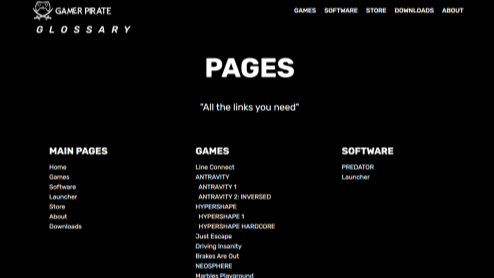 GAMER PIRATE
GAMES SOFTWARE STORE DOWNLOADS ABOUT
GLOSSARY
PAGES
"All the links you need"
MAIN PAGES
Home
Games
Software
Launcher
Store
About
Downloads
GAMES
Line Connect
ANTRAVITY
ANTRAVITY 1
ANTRAVITY 2: INVERSED
HYPERSHAPE
HYPERSHAPE 1
HYPERSHAPE HARDCORE
Just Escape
Driving Insanity
Brakes Are Out
NEOSPHERE
Marbles Playground
SOFTWARE
PREDATOR
Launcher